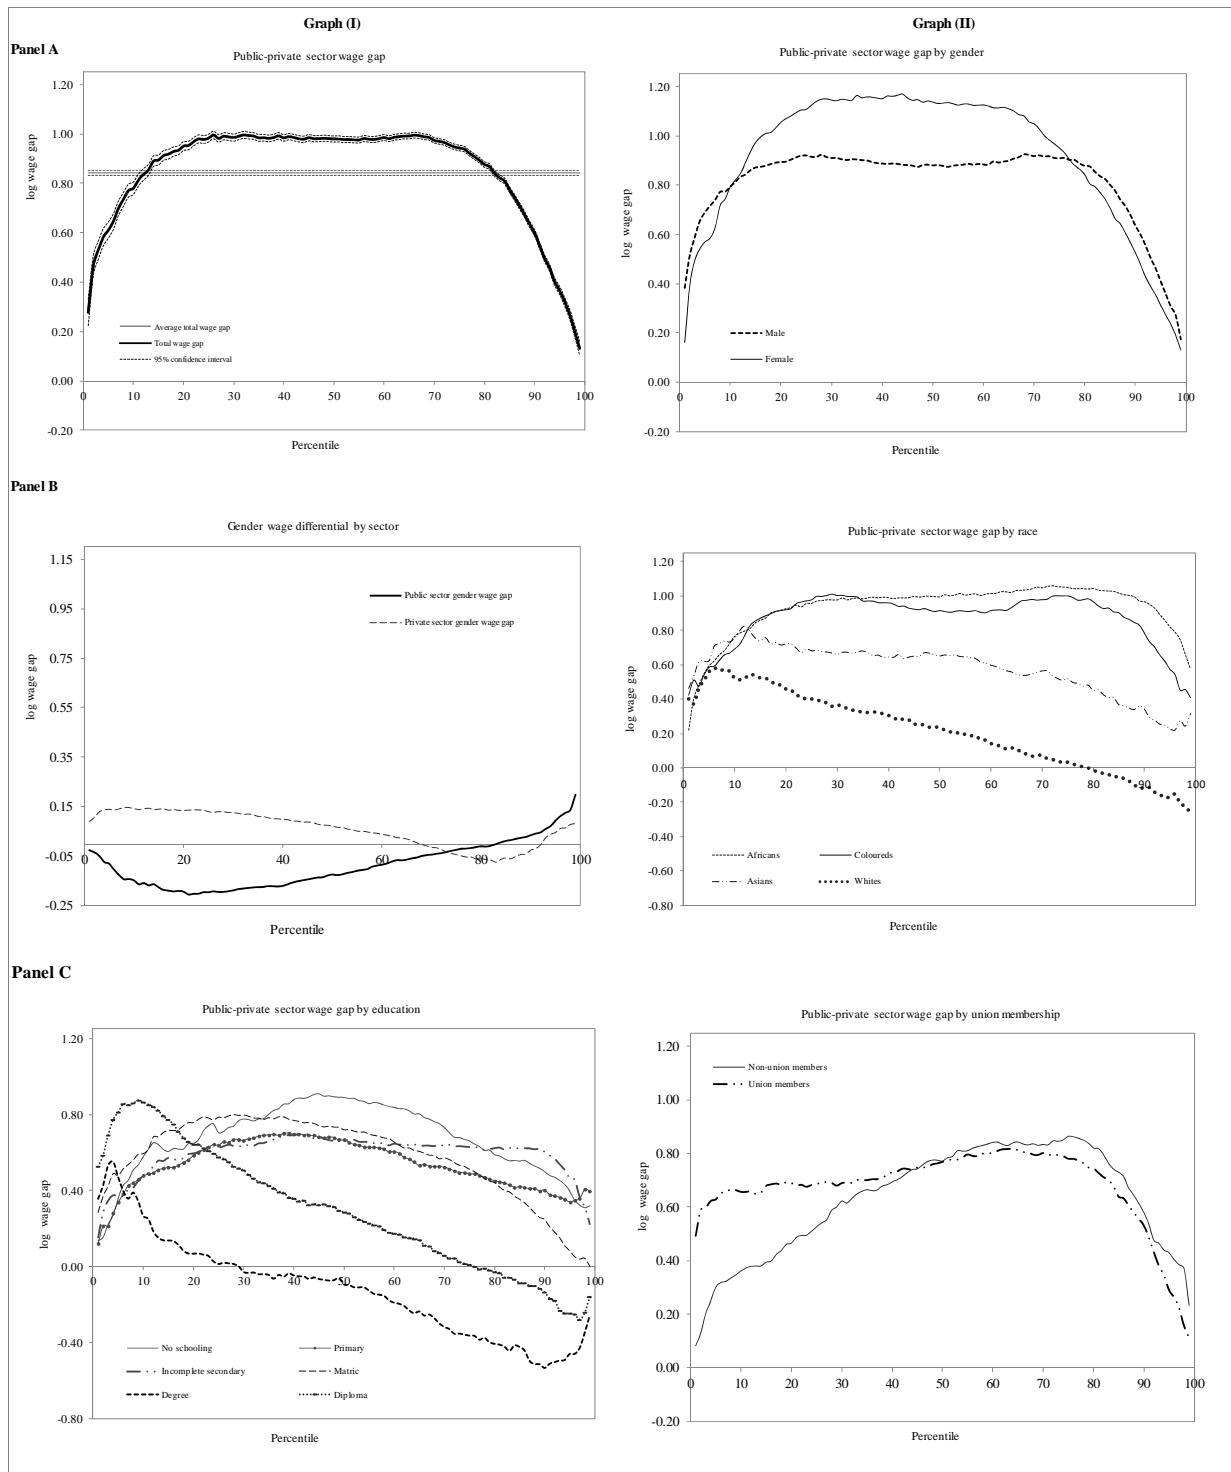 Graph (I)
Graph (II)
Panel A
Public-private sector wage gap
log wage gap
1.20
1.00
0.80
0.60
0.40
0.20
0.00
-0.20
Average total wage gap
Total wage gap
95% confidence interval
0 10 20 30 40 50 60 70 80 90 100
Percentile
Public-private sector wage gap by gender
log wage gap
1.20
1.00
0.80
0.60
0.40
0.20
0.00
-0.20
Male
Female
0 10 20 30 40 50 60 70 80 90 100
Percentile
Panel B
Gender wage differential by sector
log wage gap
1.15
0.95
0.75
0.55
0.35
0.15
-0.05
-0.25
Public sector gender wage gap
Private sector gender wage gap
0 20 40 60 80 100
Percentile
Public-private sector wage gap by race
log wage gap
1.20
1.00
0.80
0.60
0.40
0.20
0.00
-0.20
-0.40
-0.60
-0.80
0 10 20 30 40 50 60 70 80 90 100
Africans
Coloureds
Asians
Whites
Percentile
Panel C
Public-private sector wage gap by education
log wage gap
1.20
0.80
0.40
0.00
-0.40
-0.80
0 10 20 30 40 50 60 70 80 90 100
No schooling
Primary
Incomplete secondary
Matric
Degree
Diploma
Percentile
Public-private sector wage gap by union membership
log wage gap
1.20
1.00
0.80
0.60
0.40
0.20
0.00
-0.20
Non-union members
Union members
0 10 20 30 40 50 60 70 80 90 100
Percentile